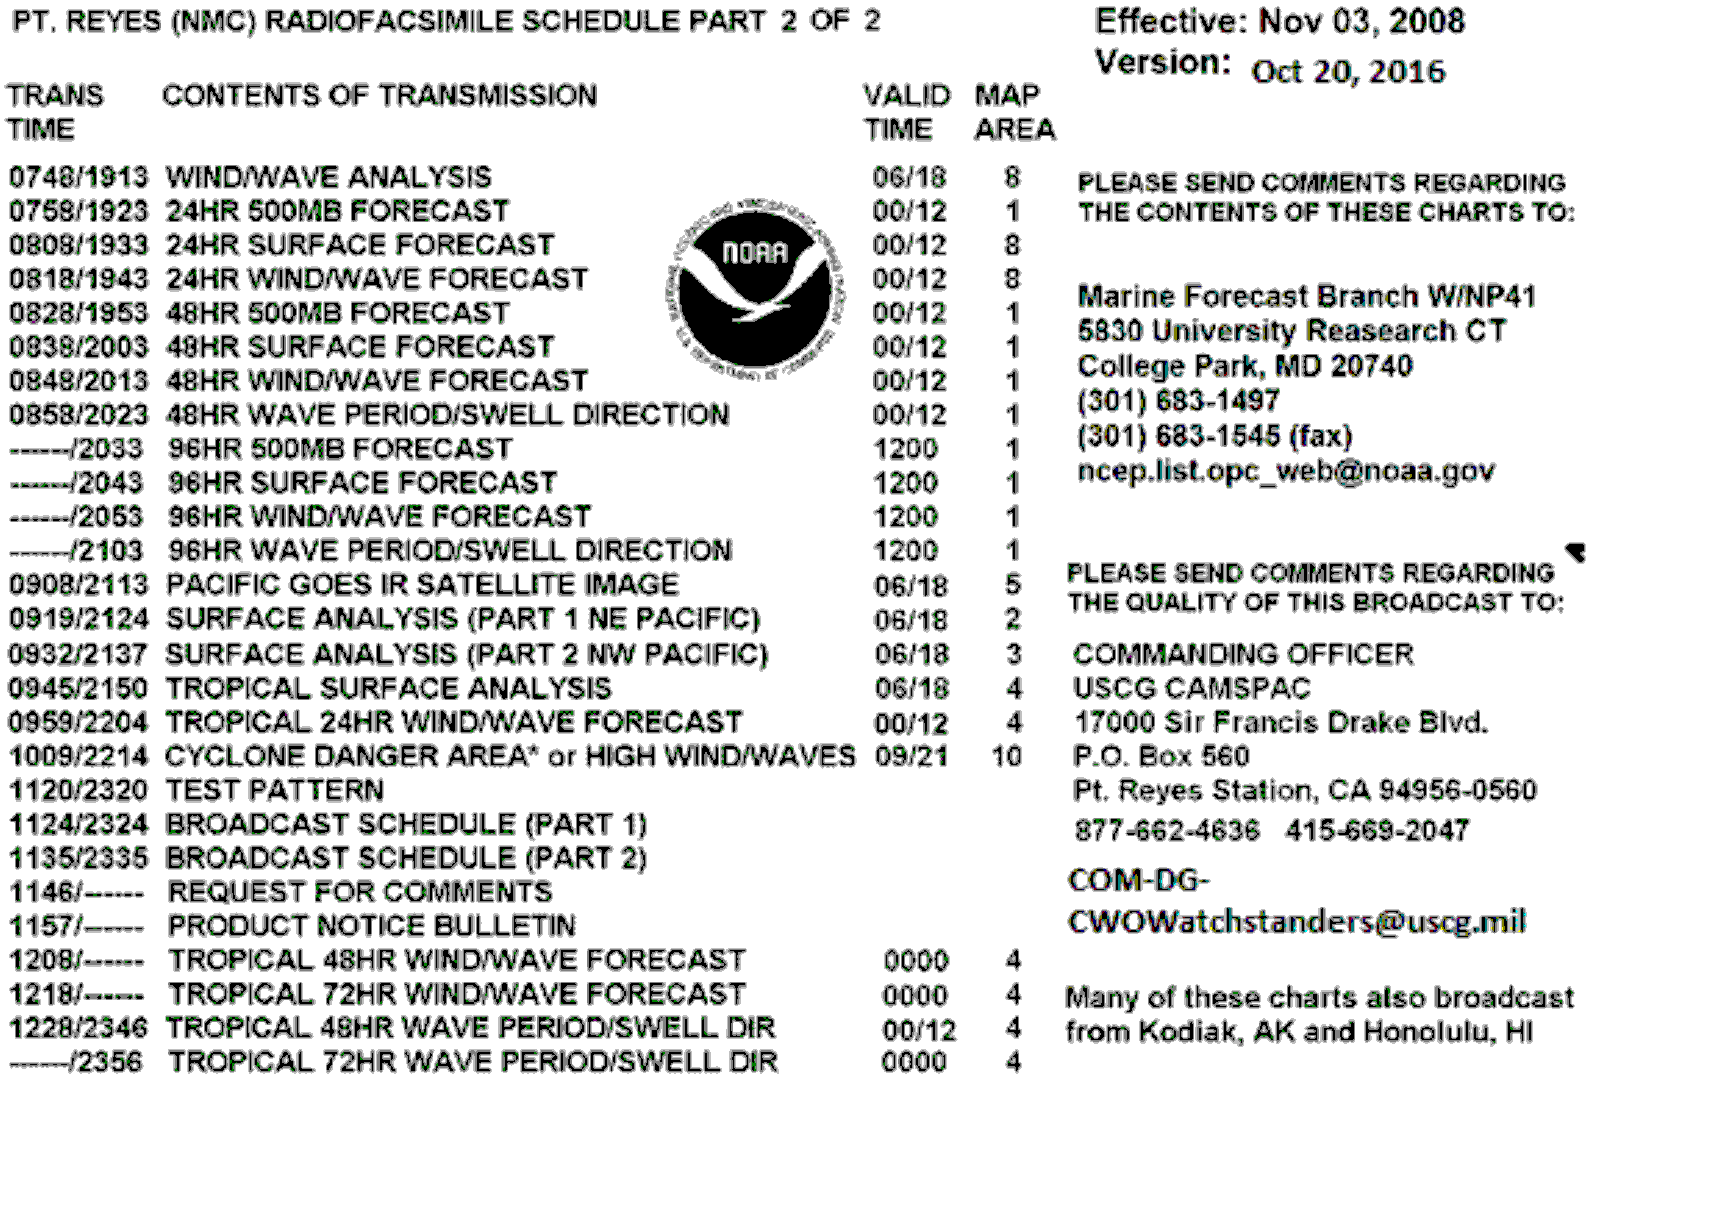 PT. REYES (NMC) RADIOFACSIMILE SCHEDULE PART 2 OF 2
Effective: Nov 03, 2008
Version: Oct 20, 2016
TRANS CONTENTS OF TRANSMISSION VALID MAP
TIME TIME AREA
0748/1913 WIND/WAVE ANALYSIS 06/18 8
0758/1923 24HR 500MB FORECAST 00/12 1
0808/1933 24HR SURFACE FORECAST 00/12 8
0818/1943 24HR WIND/WAVE FORECAST 00/12 8
0828/1953 48HR 500MB FORECAST 00/12 1
0838/2003 48HR SURFACE FORECAST 00/12 1
0848/2013 48HR WIND/WAVE FORECAST 00/12 1
0858/2023 48HR WAVE PERIOD/SWELL DIRECTION 00/12 1
------/2033 96HR 500MB FORECAST 1200 1
------/2043 96HR SURFACE FORECAST 1200 1
------/2053 96HR WIND/WAVE FORECAST 1200 1
------/2103 96HR WAVE PERIOD/SWELL DIRECTION 1200 1
0908/2113 PACIFIC GOES IR SATELLITE IMAGE 06/18 5
0919/2124 SURFACE ANALYSIS (PART 1 NE PACIFIC) 06/18 2
0932/2137 SURFACE ANALYSIS (PART 2 NW PACIFIC) 06/18 3
0945/2150 TROPICAL SURFACE ANALYSIS 06/18 4
0959/2204 TROPICAL 24HR WIND/WAVE FORECAST 00/12 4
1009/2214 CYCLONE DANGER AREA* or HIGH WIND/WAVES 09/21 10
1120/2320 TEST PATTERN
1124/2324 BROADCAST SCHEDULE (PART 1)
1135/2335 BROADCAST SCHEDULE (PART 2)
1146/------ REQUEST FOR COMMENTS
1157/------ PRODUCT NOTICE BULLETIN
1208/------ TROPICAL 48HR WIND/WAVE FORECAST 0000 4
1218/------ TROPICAL 72HR WIND/WAVE FORECAST 0000 4
1228/2346 TROPICAL 48HR WAVE PERIOD/SWELL DIR 00/12 4
------/2356 TROPICAL 72HR WAVE PERIOD/SWELL DIR 0000 4
NOAA
PLEASE SEND COMMENTS REGARDING
THE CONTENTS OF THESE CHARTS TO:
Marine Forecast Branch W/NP41
5830 University Reasearch CT
College Park, MD 20740
(301) 683-1497
(301) 683-1545 (fax)
ncep.list.opc_web@noaa.gov
PLEASE SEND COMMENTS REGARDING
THE QUALITY OF THIS BROADCAST TO:
COMMANDING OFFICER
USCG CAMSPAC
17000 Sir Francis Drake Blvd.
P.O. Box 560
Pt. Reyes Station, CA 94956-0560
877-662-4636 415-669-2047
COM-DG-
CWOWatchstanders@uscg.mil
Many of these charts also broadcast
from Kodiak, AK and Honolulu, HI